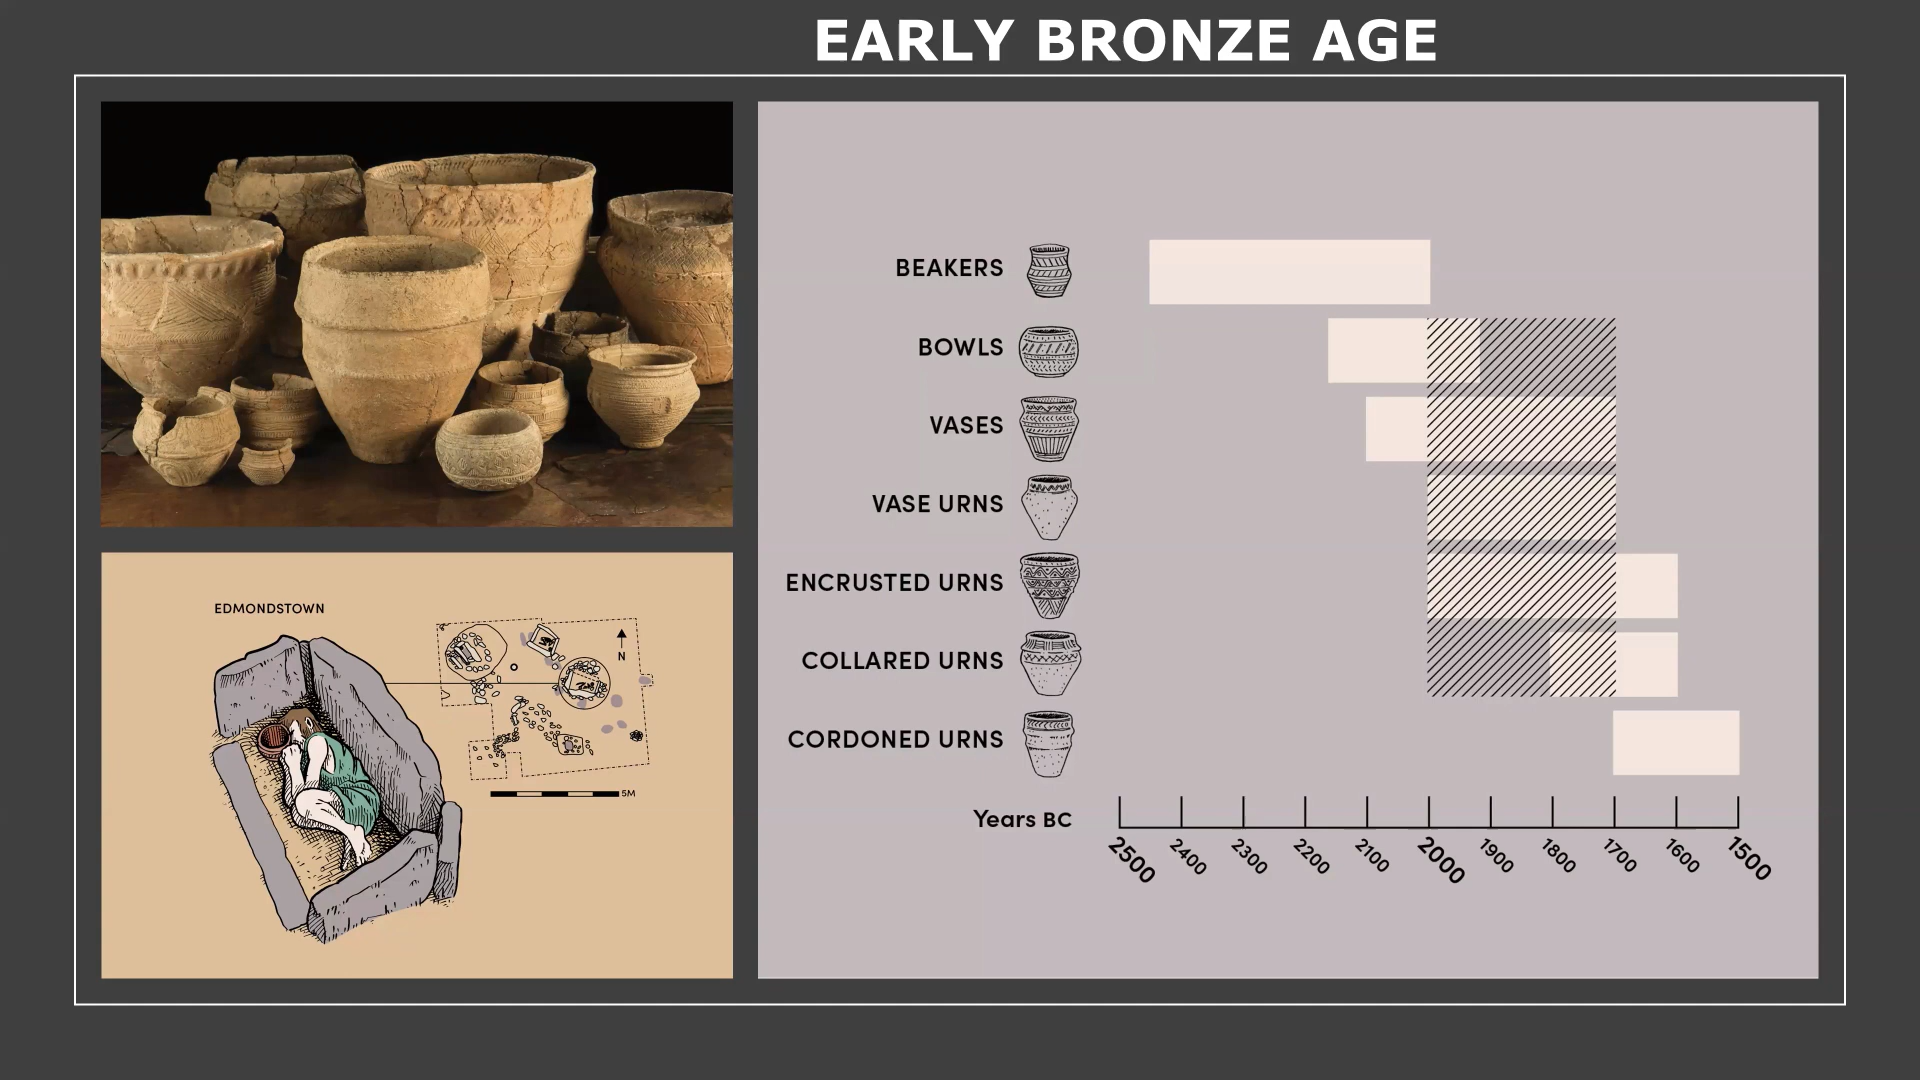 EARLY BRONZE AGE
EDMONDSTOWN
N
5M
BEAKERS
BOWLS
VASES
VASE URNS
ENCRUSTED URNS
COLLARED URNS
CORDONED URNS
Years BC
2500 2400 2300 2200 2100 2000 1900 1800 1700 1600 1500